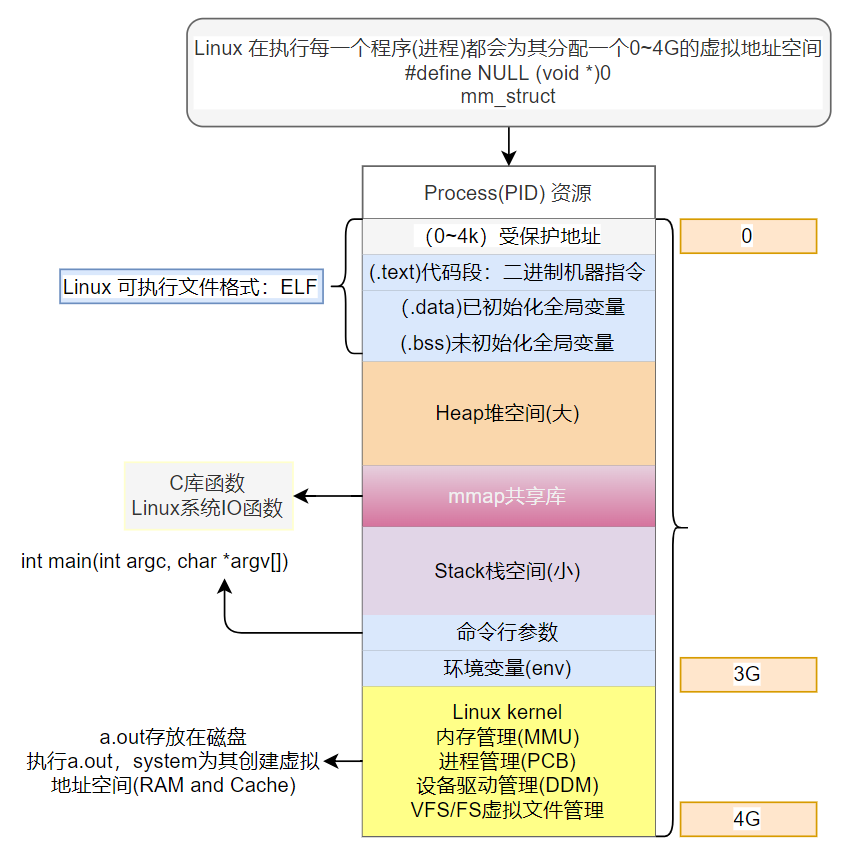 Linux 在执行每一个程序(进程)都会为其分配一个0~4G的虚拟地址空间
#define NULL (void *)0
mm_struct
Process(PID) 资源
（0~4k）受保护地址
0
(.text)代码段：二进制机器指令
Linux 可执行文件格式：ELF
(.data)已初始化全局变量
(.bss)未初始化全局变量
Heap堆空间(大)
C库函数
Linux系统IO函数
mmap共享库
int main(int argc, char *argv[])
Stack栈空间(小)
命令行参数
环境变量(env)
3G
Linux kernel
内存管理(MMU)
进程管理(PCB)
设备驱动管理(DDM)
VFS/FS虚拟文件管理
a.out存放在磁盘
执行a.out，system为其创建虚拟
地址空间(RAM and Cache)
4G